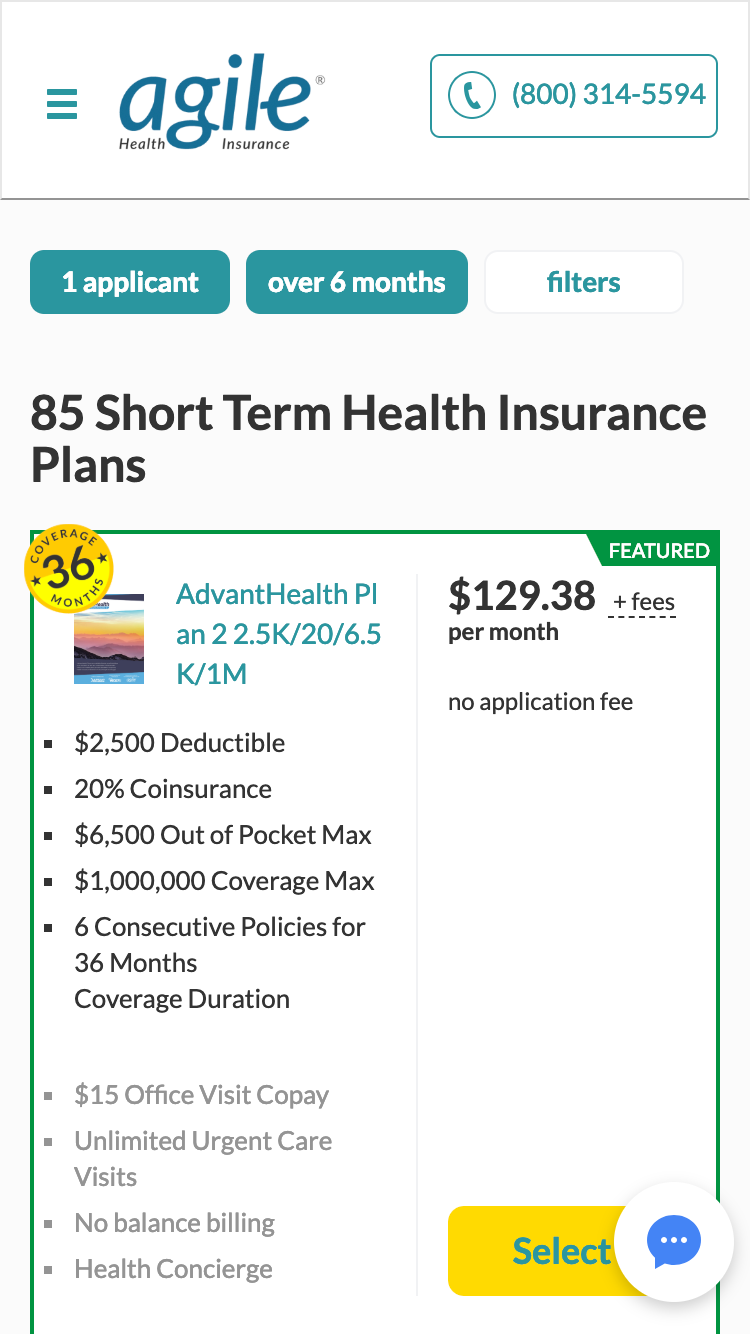 agile®
Health Insurance
(800) 314-5594
1 applicant
over 6 months
filters
85 Short Term Health Insurance
Plans
COVERAGE
36
MONTHS
FEATURED
AdvantHealth Pl
an 2 2.5K/20/6.5
K/1M
$129.38 + fees
per month
no application fee
▪ $2,500 Deductible
▪ 20% Coinsurance
▪ $6,500 Out of Pocket Max
▪ $1,000,000 Coverage Max
▪ 6 Consecutive Policies for
36 Months
Coverage Duration
▪ $15 Office Visit Copay
▪ Unlimited Urgent Care
Visits
▪ No balance billing
▪ Health Concierge
Select